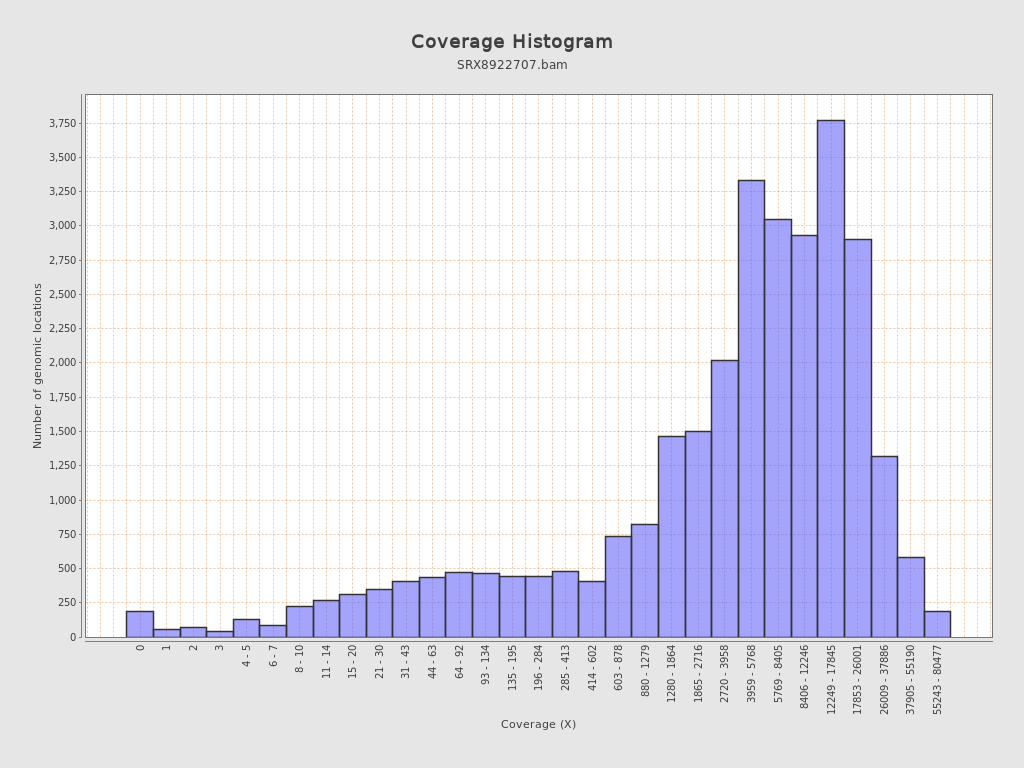 Coverage Histogram
SRX8922707.bam
Number of genomic locations
3,750
3,500
3,250
3,000
2,750
2,500
2,250
2,000
1,750
1,500
1,250
1,000
750
500
250
0
0
1
2
3
4 - 5
6 - 7
8 - 10
11 - 14
15 - 20
21 - 30
31 - 43
44 - 63
64 - 92
93 - 134
135 - 195
196 - 284
285 - 413
414 - 602
603 - 878
880 - 1279
1280 - 1864
1865 - 2716
2720 - 3958
3959 - 5768
5769 - 8405
8406 - 12246
12249 - 17845
17853 - 26001
26009 - 37886
37905 - 55190
55243 - 80477
Coverage (X)